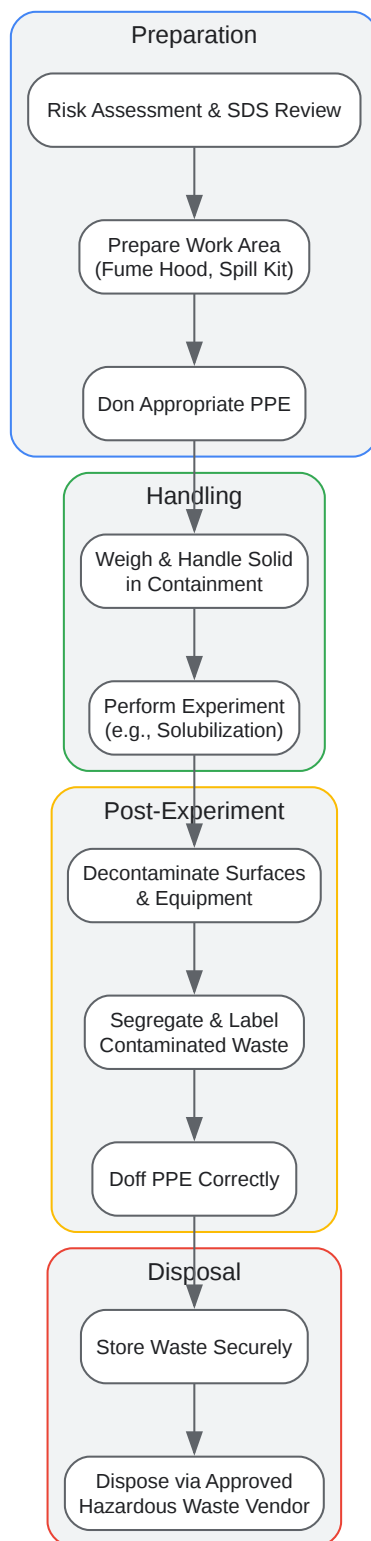 Preparation
Risk Assessment & SDS Review
Prepare Work Area
(Fume Hood, Spill Kit)
Don Appropriate PPE
Handling
Weigh & Handle Solid
in Containment
Perform Experiment
(e.g., Solubilization)
Post-Experiment
Decontaminate Surfaces
& Equipment
Segregate & Label
Contaminated Waste
Doff PPE Correctly
Disposal
Store Waste Securely
Dispose via Approved
Hazardous Waste Vendor